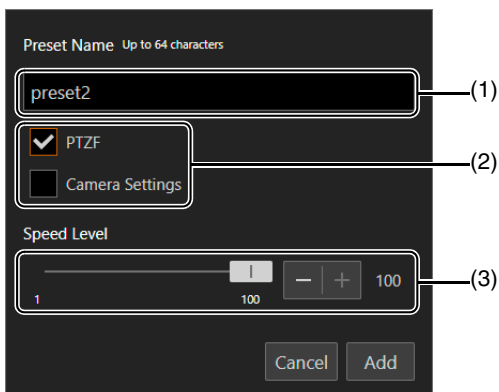 Preset Name Up to 64 characters
preset2 (1)
PTZF
(2)
Camera Settings
Speed Level
− + 100 (3)
1 100
Cancel Add